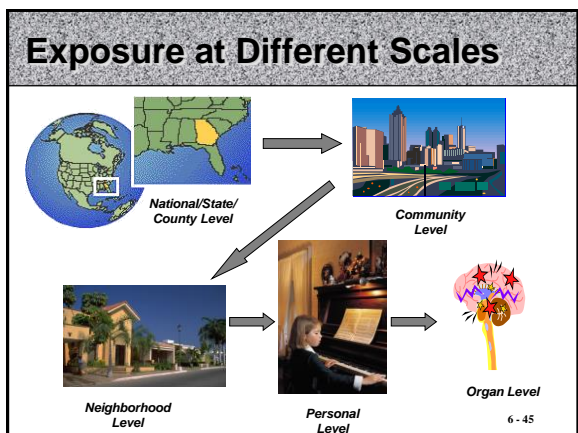 Exposure at Different Scales
National/State/
County Level
Community
Level
Neighborhood
Level
Personal
Level
Organ Level
6 - 45